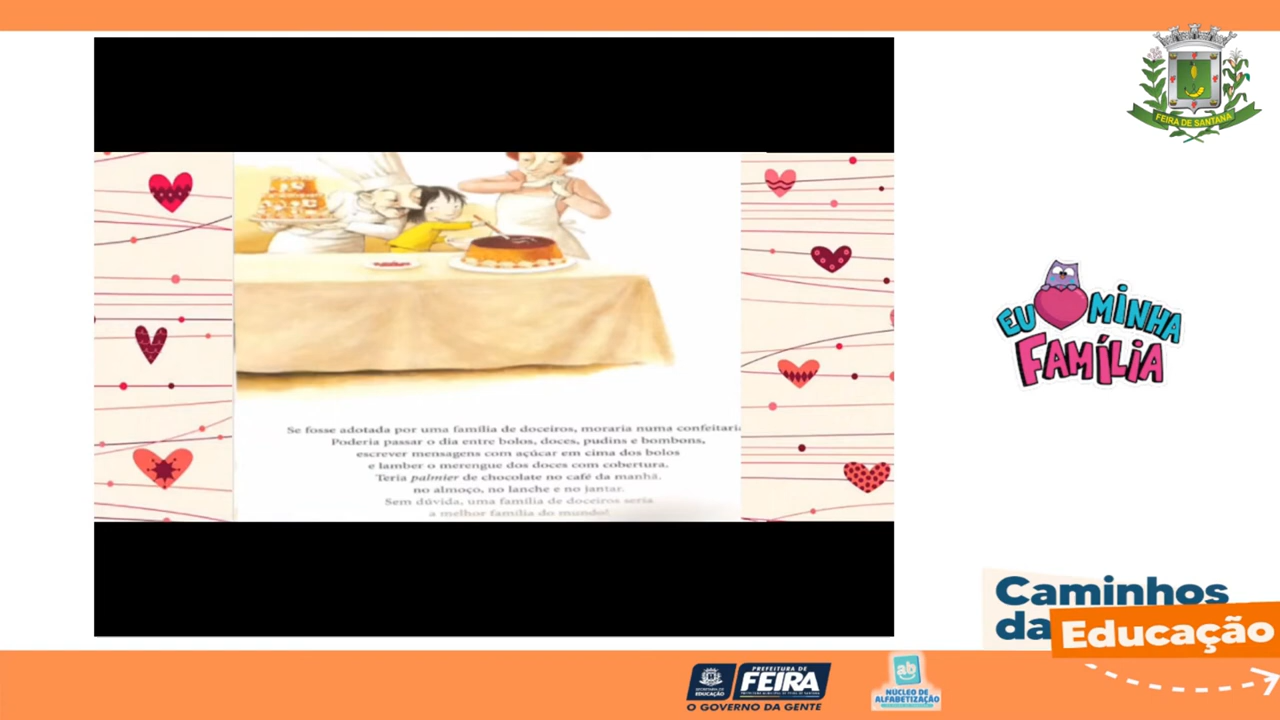 FEIRA DE SANTANA
EU MINHA
FAMÍLIA
Se fosse adotada por uma família de doceiros, moraria numa confeitaria
Poderia passar o dia entre bolos, doces, pudins e bombons,
escrever mensagens com açúcar em cima dos bolos
e lamber o merengue dos doces com cobertura.
Teria palmier de chocolate no café da manhã,
no almoço, no lanche e no jantar.
Sem dúvida, uma família de doceiros seria
a melhor família do mundo!
Caminhos
da Educação
SECRETARIA DE
EDUCAÇÃO
PREFEITURA DE
FEIRA
O GOVERNO DA GENTE
ab
NÚCLEO DE
ALFABETIZAÇÃO